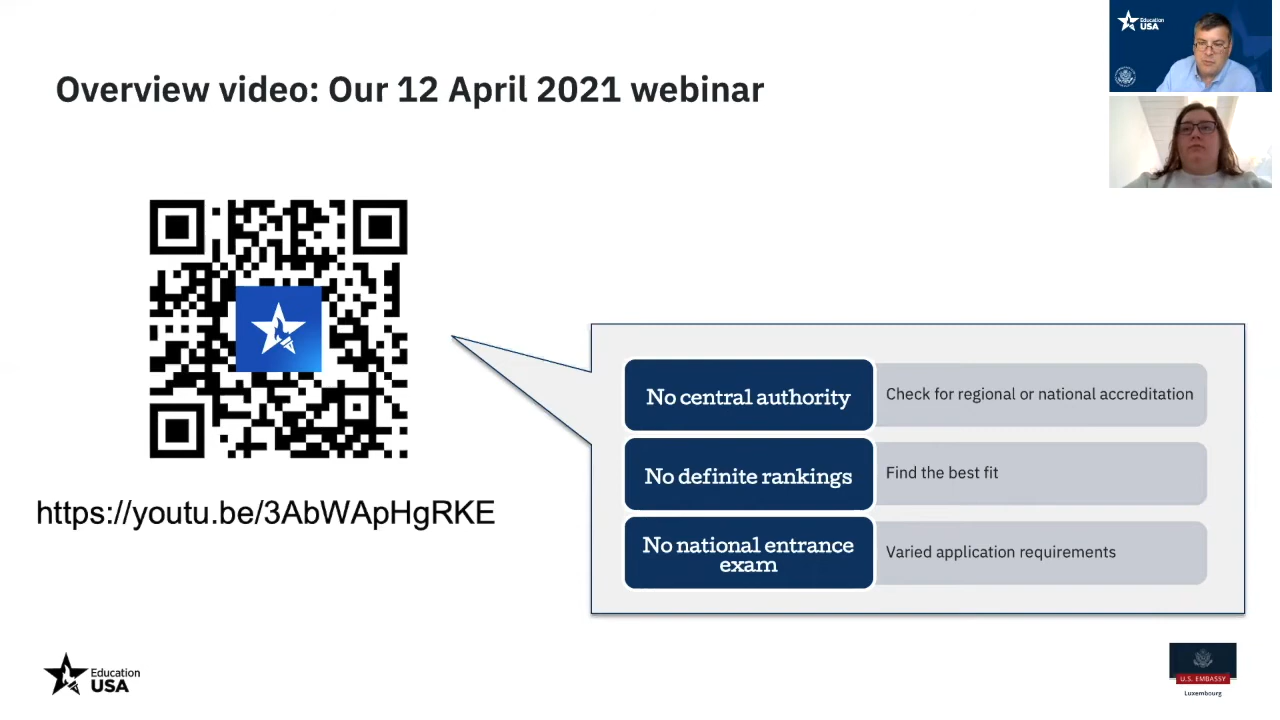 Overview video: Our 12 April 2021 webinar
Education
USA
https://youtu.be/3AbWApHgRKE
No central authority
Check for regional or national accreditation
No definite rankings
Find the best fit
No national entrance
exam
Varied application requirements
Education
USA
U.S. EMBASSY
Luxembourg